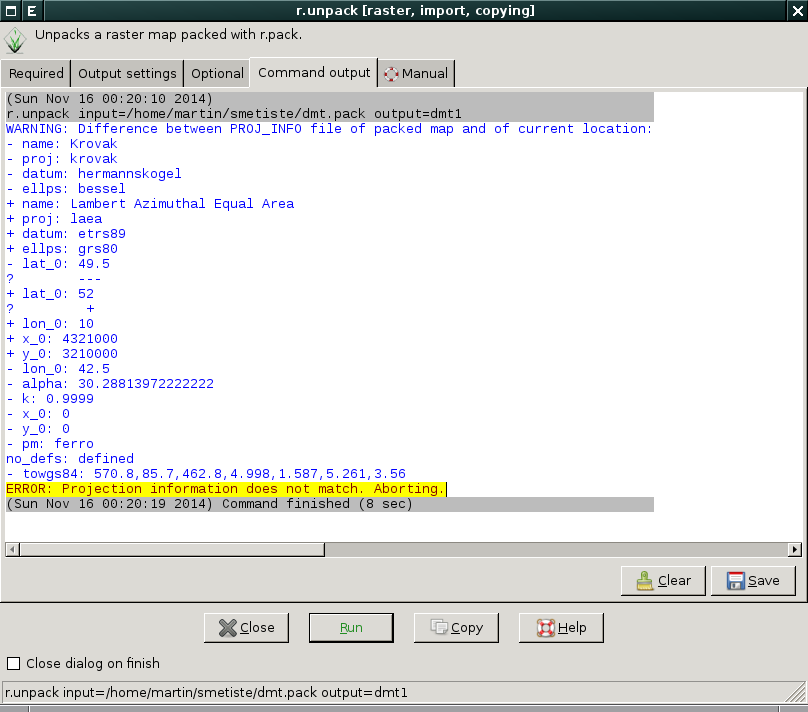 r.unpack [raster, import, copying]
Unpacks a raster map packed with r.pack.
Required Output settings Optional Command output Manual
(Sun Nov 16 00:20:10 2014)
r.unpack input=/home/martin/smetiste/dmt.pack output=dmt1
WARNING: Difference between PROJ_INFO file of packed map and of current location:
- name: Krovak
- proj: krovak
- datum: hermannskogel
- ellps: bessel
+ name: Lambert Azimuthal Equal Area
+ proj: laea
+ datum: etrs89
+ ellps: grs80
- lat_0: 49.5
?        ---
+ lat_0: 52
?         +
+ lon_0: 10
+ x_0: 4321000
+ y_0: 3210000
- lon_0: 42.5
- alpha: 30.28813972222222
- k: 0.9999
- x_0: 0
- y_0: 0
- pm: ferro
no_defs: defined
- towgs84: 570.8,85.7,462.8,4.998,1.587,5.261,3.56
ERROR: Projection information does not match. Aborting.
(Sun Nov 16 00:20:19 2014) Command finished (8 sec)
Clear Save
Close Run Copy Help
Close dialog on finish
r.unpack input=/home/martin/smetiste/dmt.pack output=dmt1